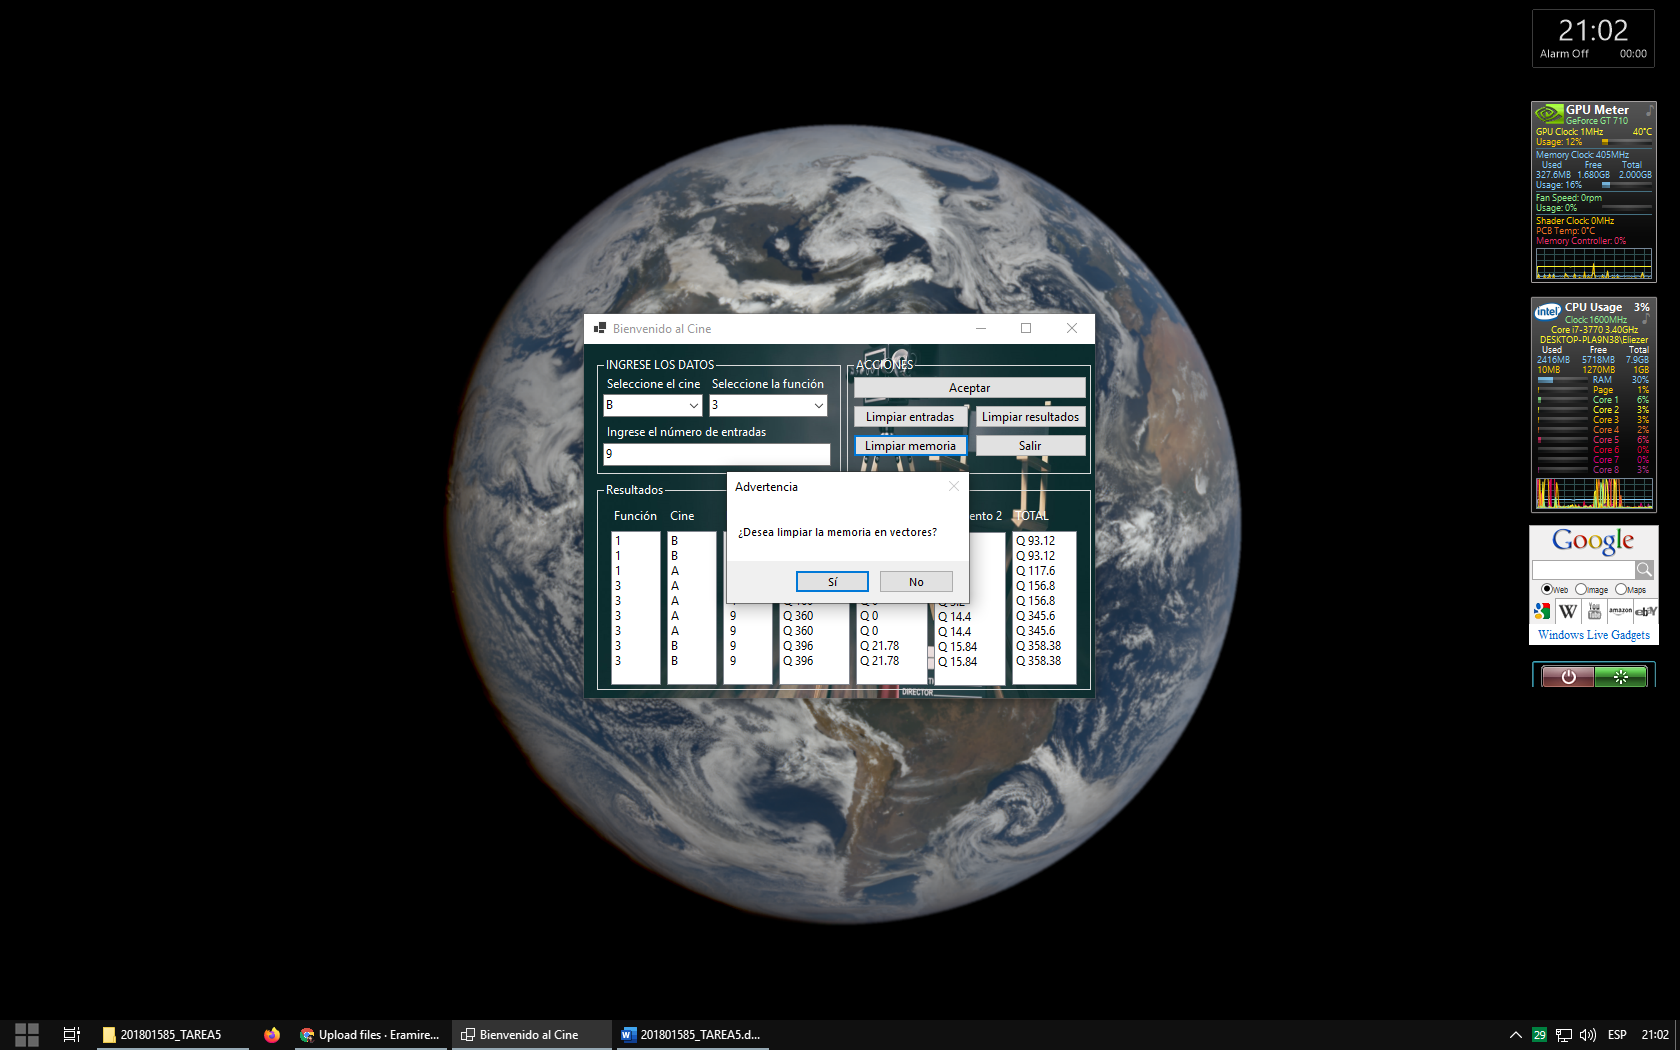 21:02
Alarm Off 00:00
GPU Meter
GeForce GT 710
GPU Clock: 1MHz 40°C
Usage: 12%
Memory Clock: 405MHz
Used Free Total
327.6MB 1.680GB 2.000GB
Usage: 16%
Fan Speed: 0rpm
Usage: 0%
Shader Clock: 0MHz
PCB Temp: 0°C
Memory Controller: 0%
intel CPU Usage 3%
Clock: 1600MHz
Core i7-3770 3.40GHz
DESKTOP-PLA9N38\Eliezer
Used Free Total
2416MB 5718MB 7.9GB
10MB 1270MB 1GB
RAM 30%
Page 1%
Core 1 6%
Core 2 3%
Core 3 3%
Core 4 2%
Core 5 6%
Core 6 0%
Core 7 0%
Core 8 3%
Google
Web Image Maps
W You Tube amazon ebY
Windows Live Gadgets
Bienvenido al Cine
INGRESE LOS DATOS
Seleccione el cine Seleccione la función
B 3
Ingrese el número de entradas
9
ACCIONES
Aceptar
Limpiar entradas Limpiar resultados
Limpiar memoria Salir
Resultados
Función Cine ento 2 TOTAL
Advertencia
¿Desea limpiar la memoria en vectores?
Sí No
1 B Q 93.12
1 B Q 93.12
1 A Q 117.6
3 A Q 156.8
3 A Q 156.8
3 A 9 Q 360 Q 0 Q 14.4 Q 345.6
3 A 9 Q 360 Q 0 Q 14.4 Q 345.6
3 B 9 Q 396 Q 21.78 Q 15.84 Q 358.38
3 B 9 Q 396 Q 21.78 Q 15.84 Q 358.38
DIRECTOR
201801585_TAREA5
Upload files · Eramire...
Bienvenido al Cine
201801585_TAREA5.d...
29
ESP
21:02